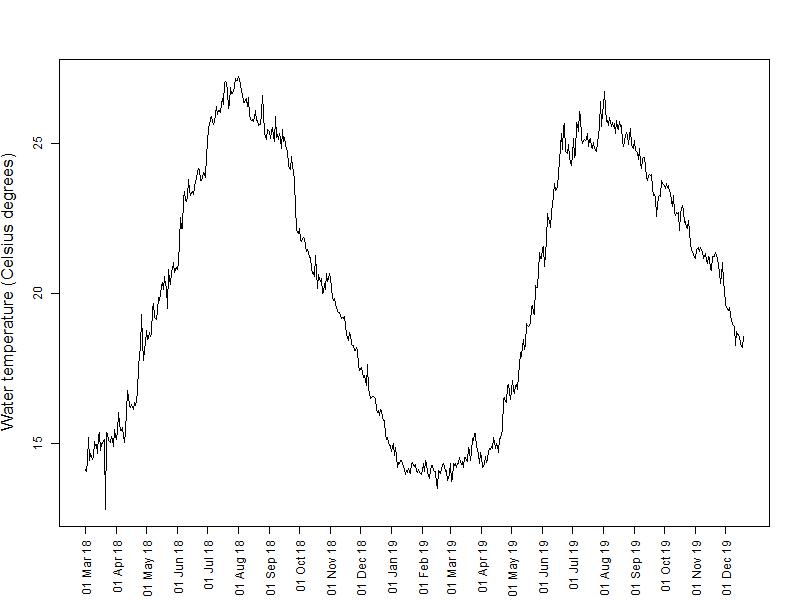 Water temperature (Celsius degrees)
25
20
15
01 Mar 18
01 Apr 18
01 May 18
01 Jun 18
01 Jul 18
01 Aug 18
01 Sep 18
01 Oct 18
01 Nov 18
01 Dec 18
01 Jan 19
01 Feb 19
01 Mar 19
01 Apr 19
01 May 19
01 Jun 19
01 Jul 19
01 Aug 19
01 Sep 19
01 Oct 19
01 Nov 19
01 Dec 19